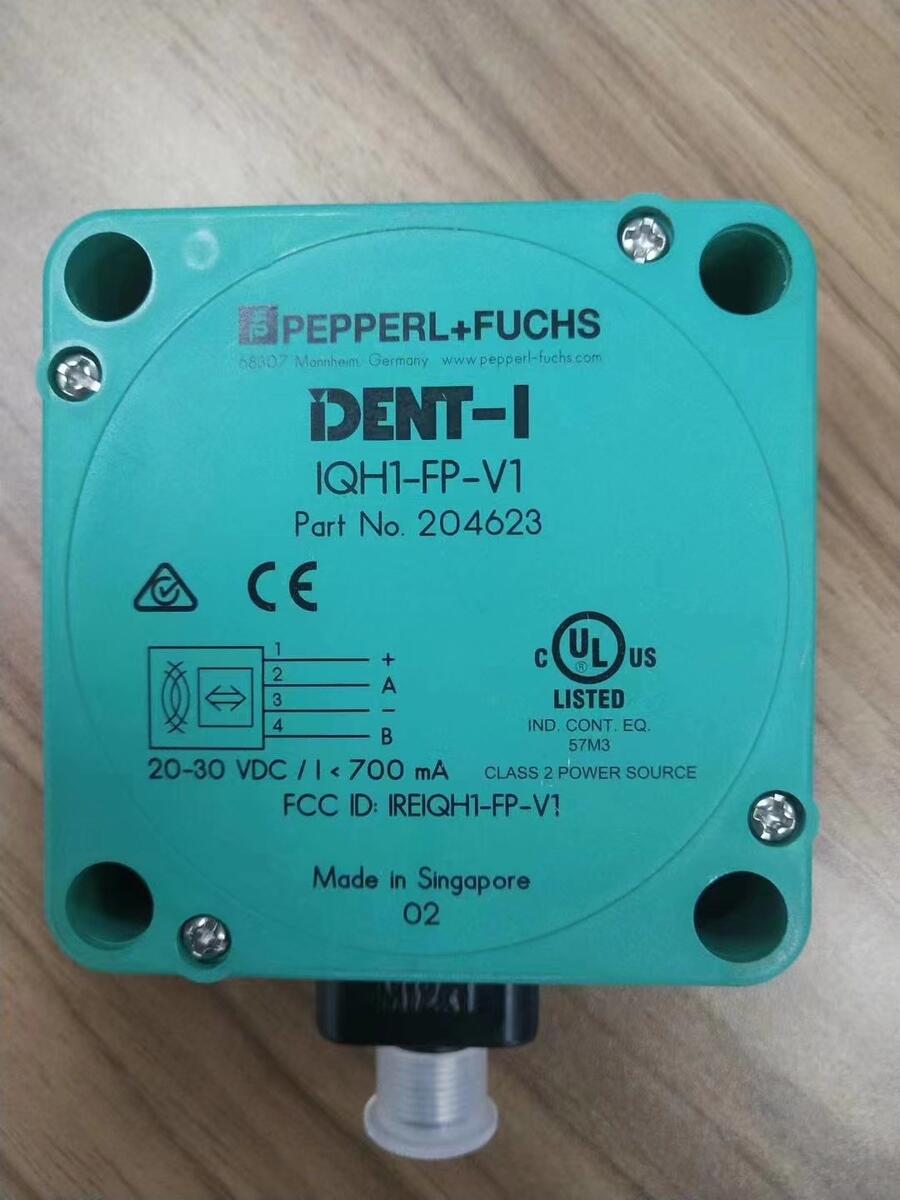 PEPPERL+FUCHS
68307 Mannheim, Germany www.pepperl-fuchs.com
IDENT-I
IQH1-FP-V1
Part No. 204623
CE
1 +
2 A
3 –
4 B
20-30 VDC / I < 700 mA
C UL US
®
LISTED
IND. CONT. EQ.
57M3
CLASS 2 POWER SOURCE
FCC ID: IREIQH1-FP-V1
Made in Singapore
02
M12x1